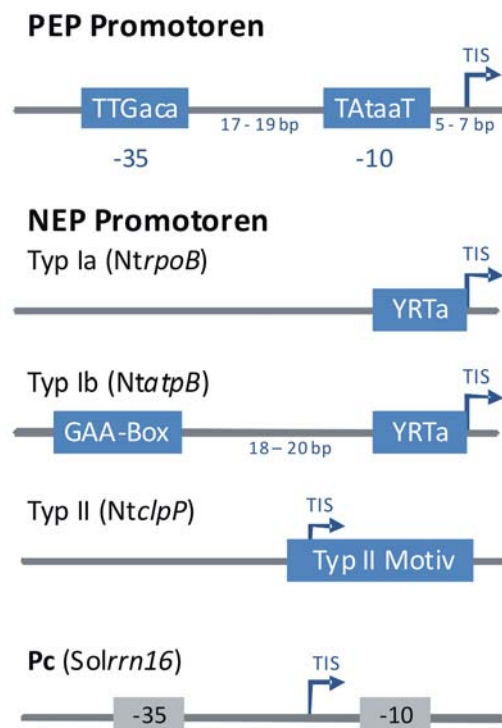 PEP Promotoren
TIS
TTGaca
TAtaaT
17 - 19 bp
5 - 7 bp
-35
-10
NEP Promotoren
Typ Ia (NtrpoB)
TIS
YRTa
Typ Ib (NtatpB)
TIS
GAA-Box
YRTa
18 – 20 bp
Typ II (NtclpP)
TIS
Typ II Motiv
Pc (Solrrn16)
TIS
-35
-10